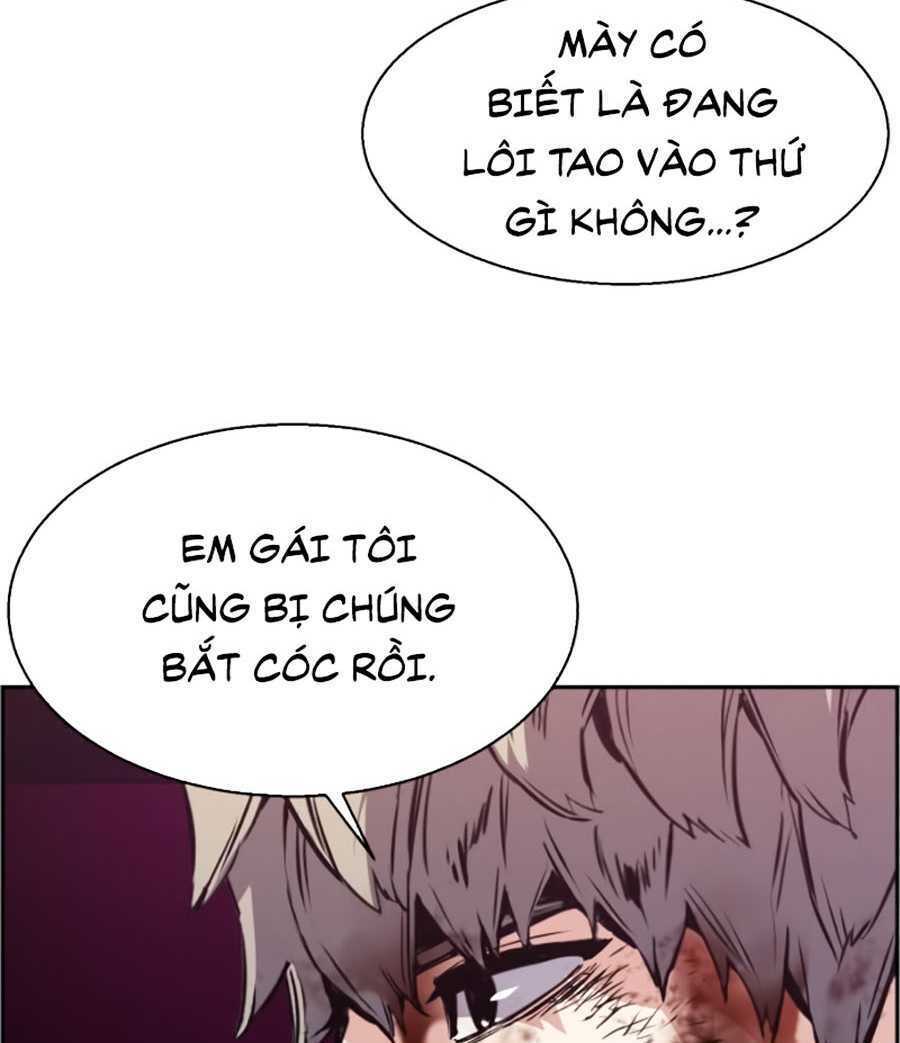 MÀY CÓ
BIẾT LÀ ĐANG
LÔI TAO VÀO THỨ
GÌ KHÔNG...?
EM GÁI TÔI
CŨNG BỊ CHÚNG
BẮT CÓC RỒI.